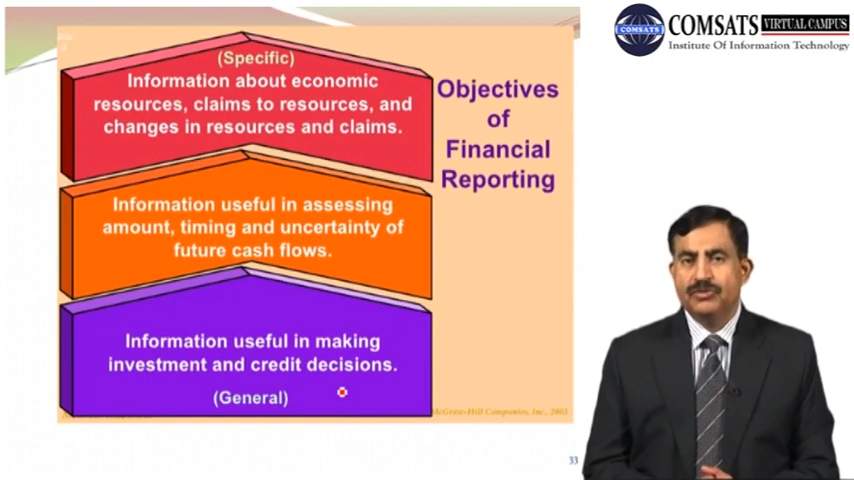 COMSATS VIRTUAL CAMPUS
COMSATS
Institute Of Information Technology
(Specific)
Information about economic
resources, claims to resources, and
changes in resources and claims.
Objectives
of
Financial
Reporting
Information useful in assessing
amount, timing and uncertainty of
future cash flows.
Information useful in making
investment and credit decisions.
(General)
McGraw-Hill Companies, Inc., 2003
33